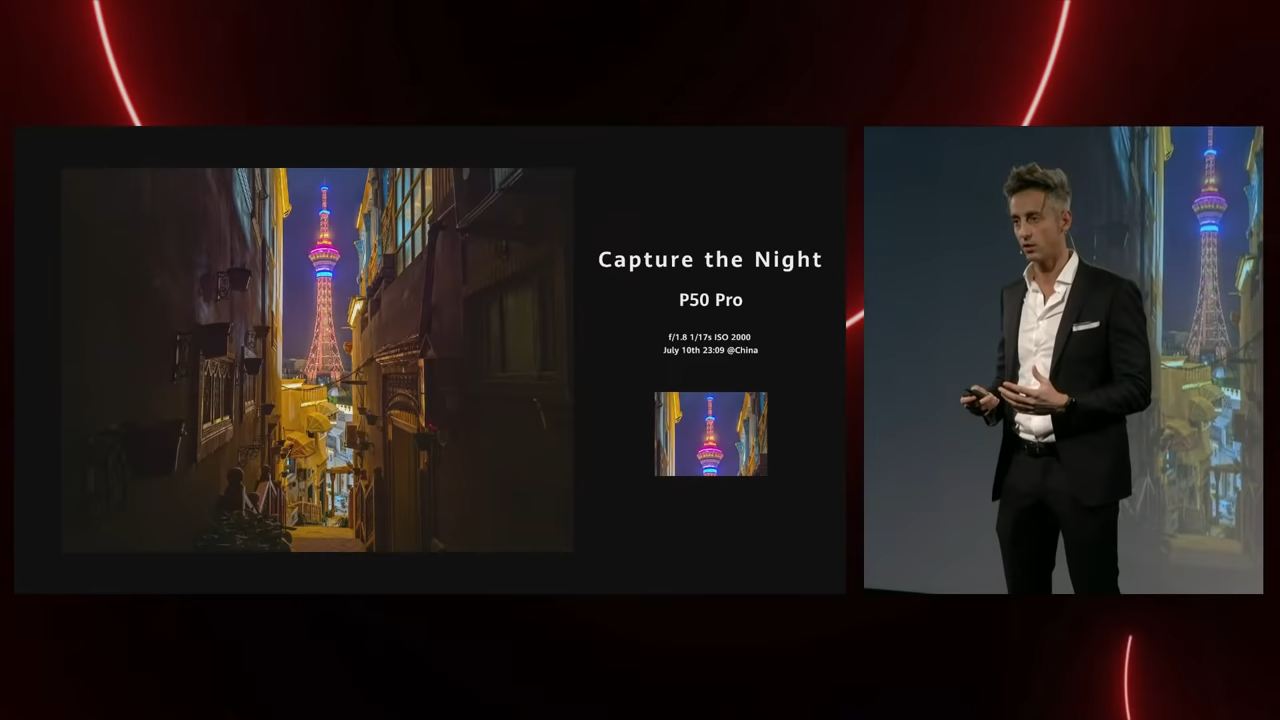 Capture the Night
P50 Pro
f/1.8 1/17s ISO 2000
July 10th 23:09 @China